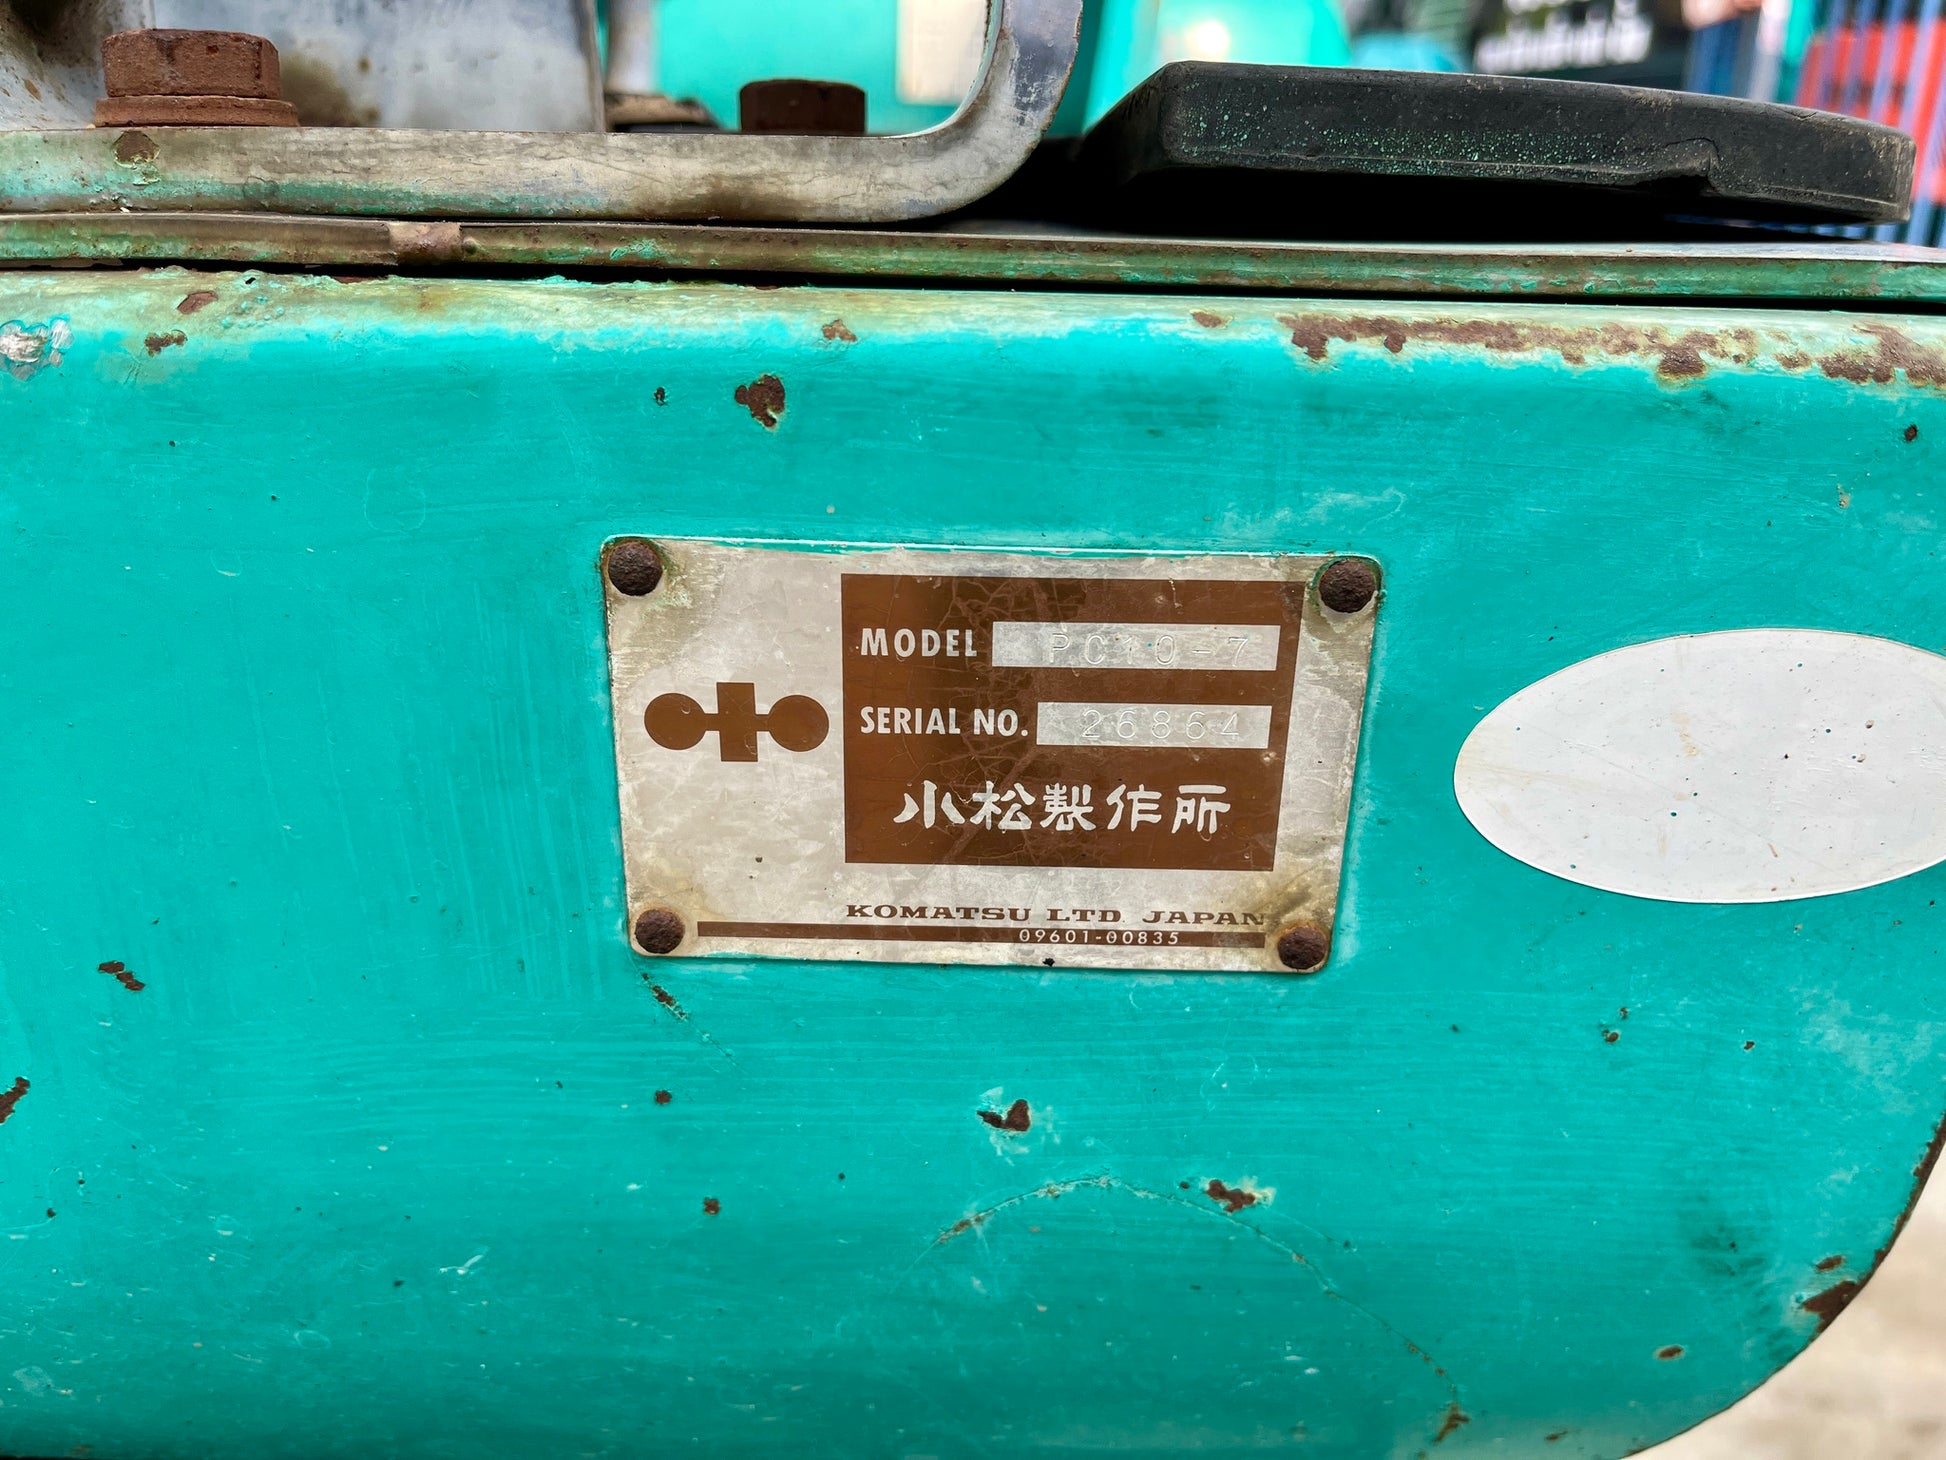 MODEL PC10-7
SERIAL NO. 26864
小松製作所
KOMATSU LTD. JAPAN
09601-00835